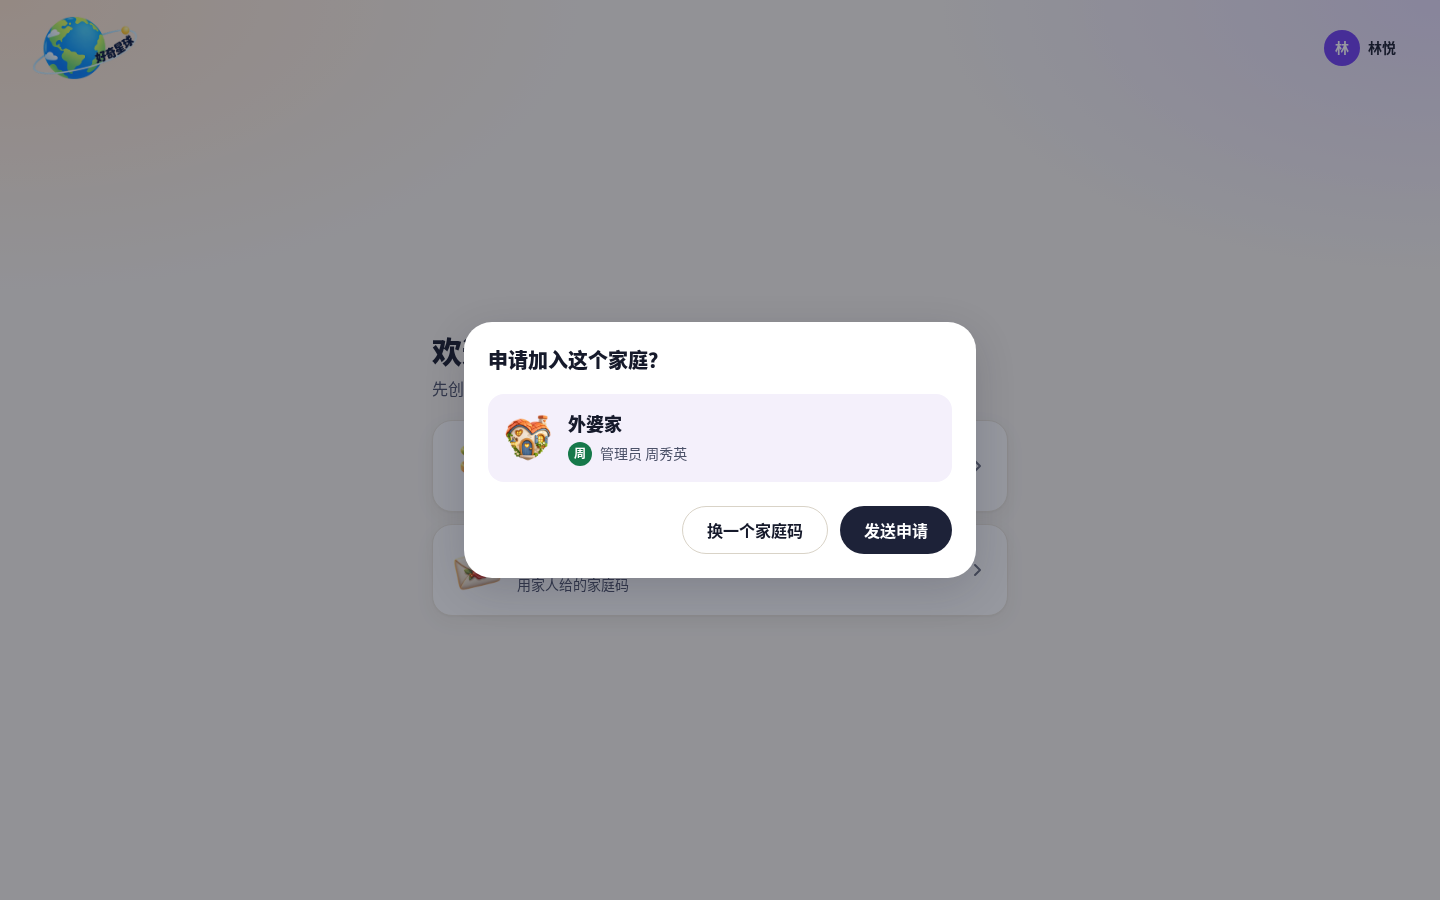 好奇星球
林 林悦
欢
先创
申请加入这个家庭?
外婆家
周 管理员 周秀英
换一个家庭码 发送申请
用家人给的家庭码